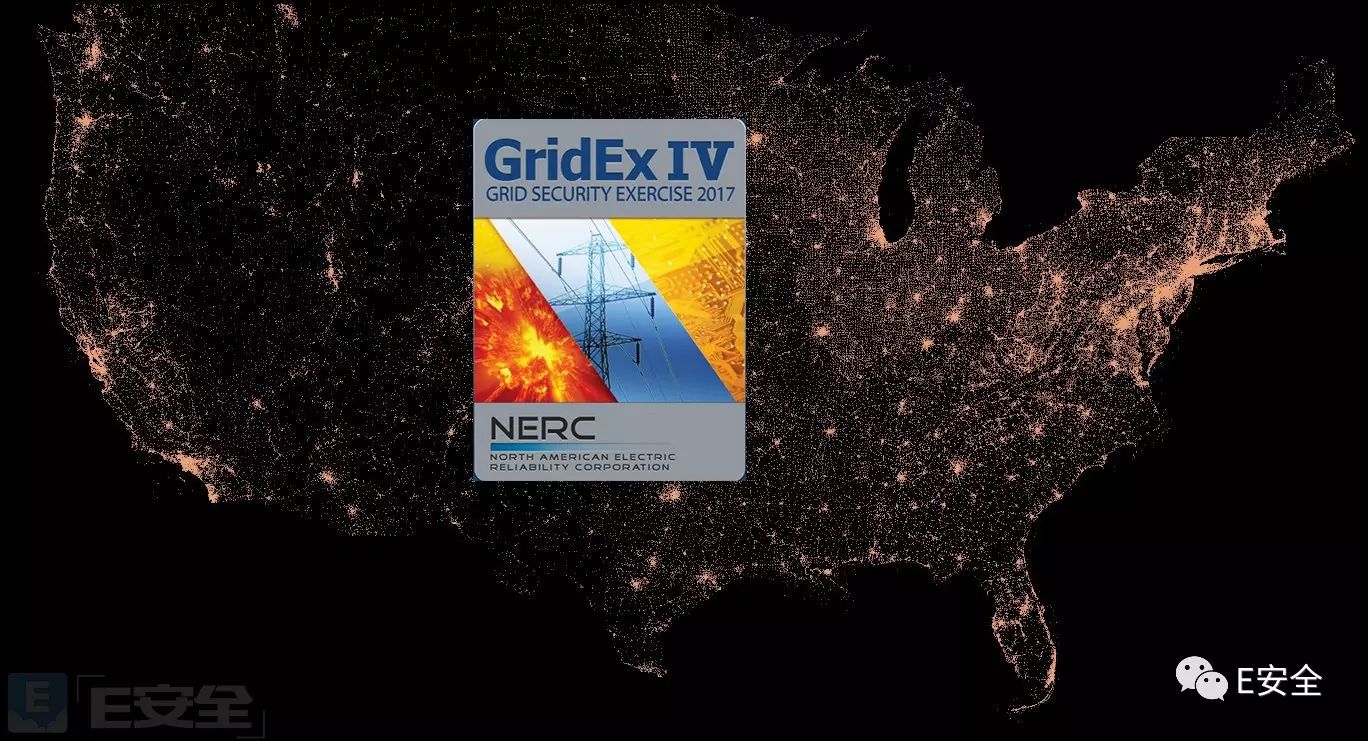 GridEx IV
GRID SECURITY EXERCISE 2017
NERC
NORTH AMERICAN ELECTRIC
RELIABILITY CORPORATION
E安全
E E安全